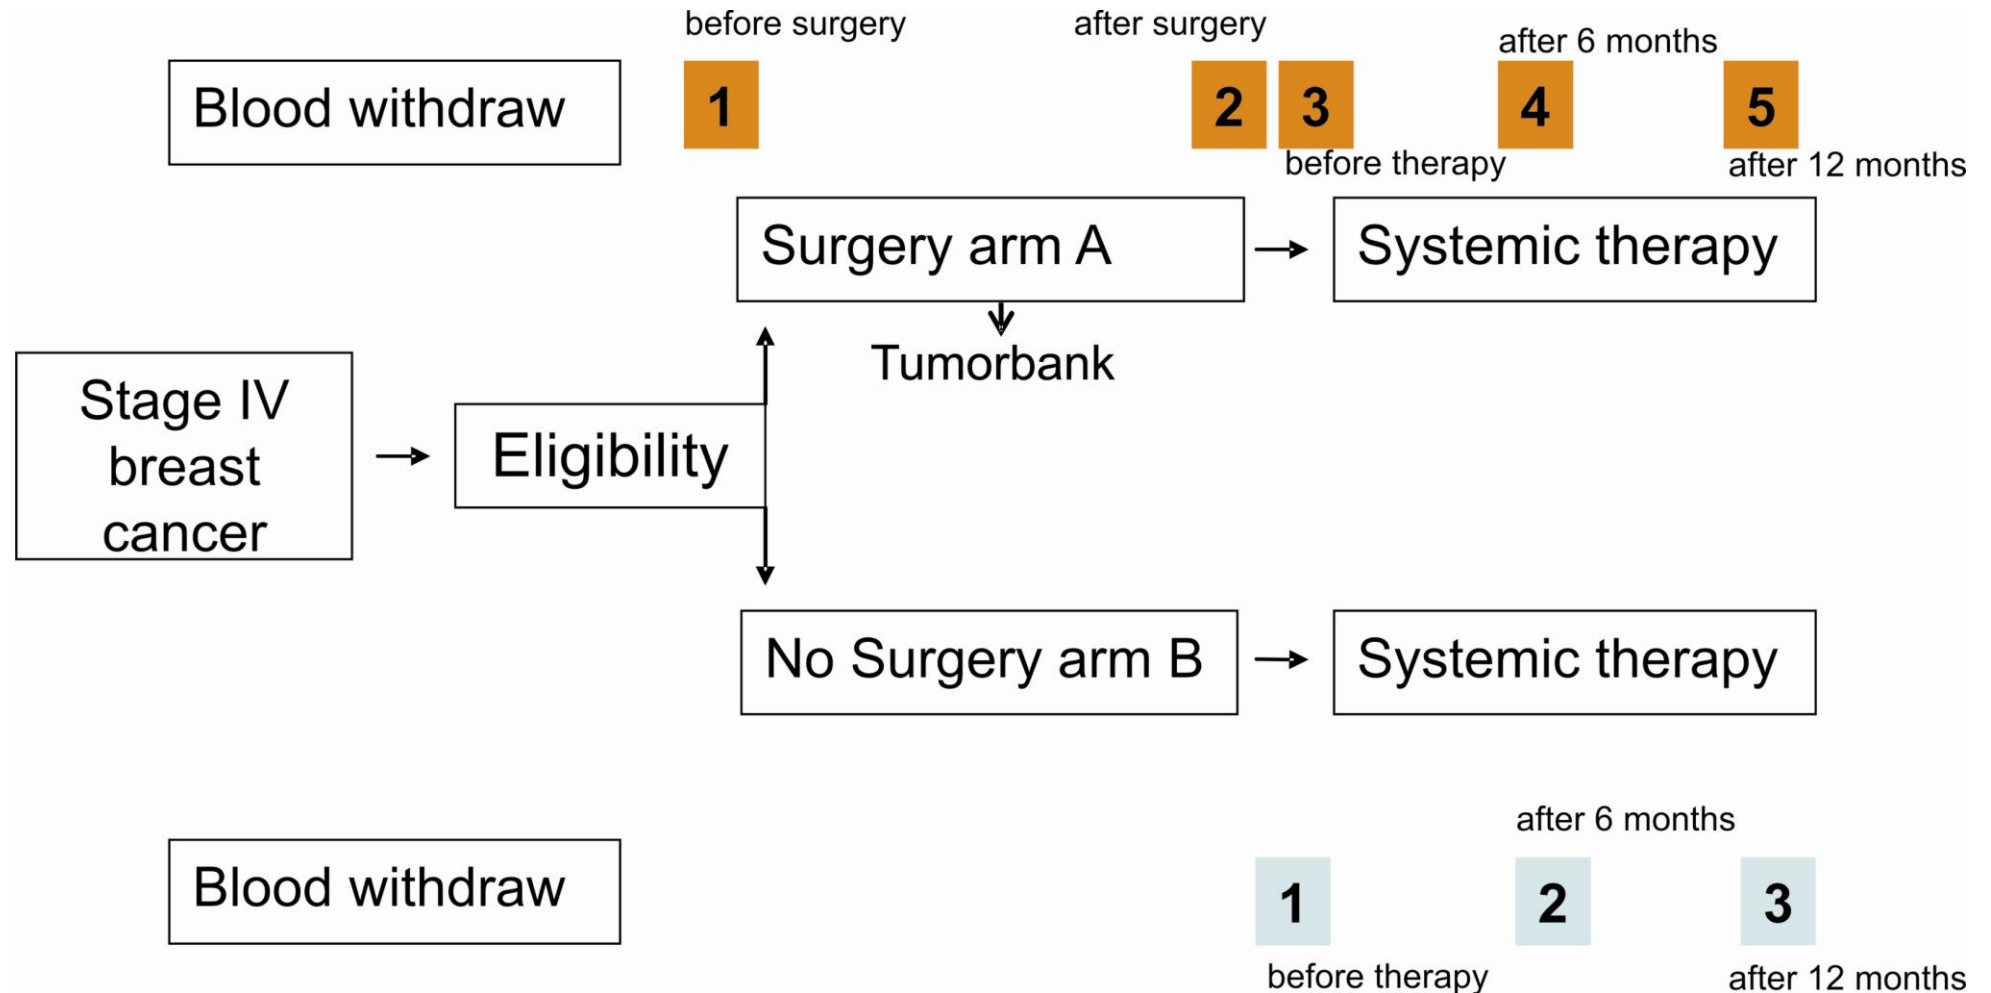 before surgery
after surgery
after 6 months
Blood withdraw
1
2
3
4
5
before therapy
after 12 months
Surgery arm A
Systemic therapy
Tumorbank
Stage IV
breast
cancer
Eligibility
No Surgery arm B
Systemic therapy
after 6 months
Blood withdraw
1
2
3
before therapy
after 12 months